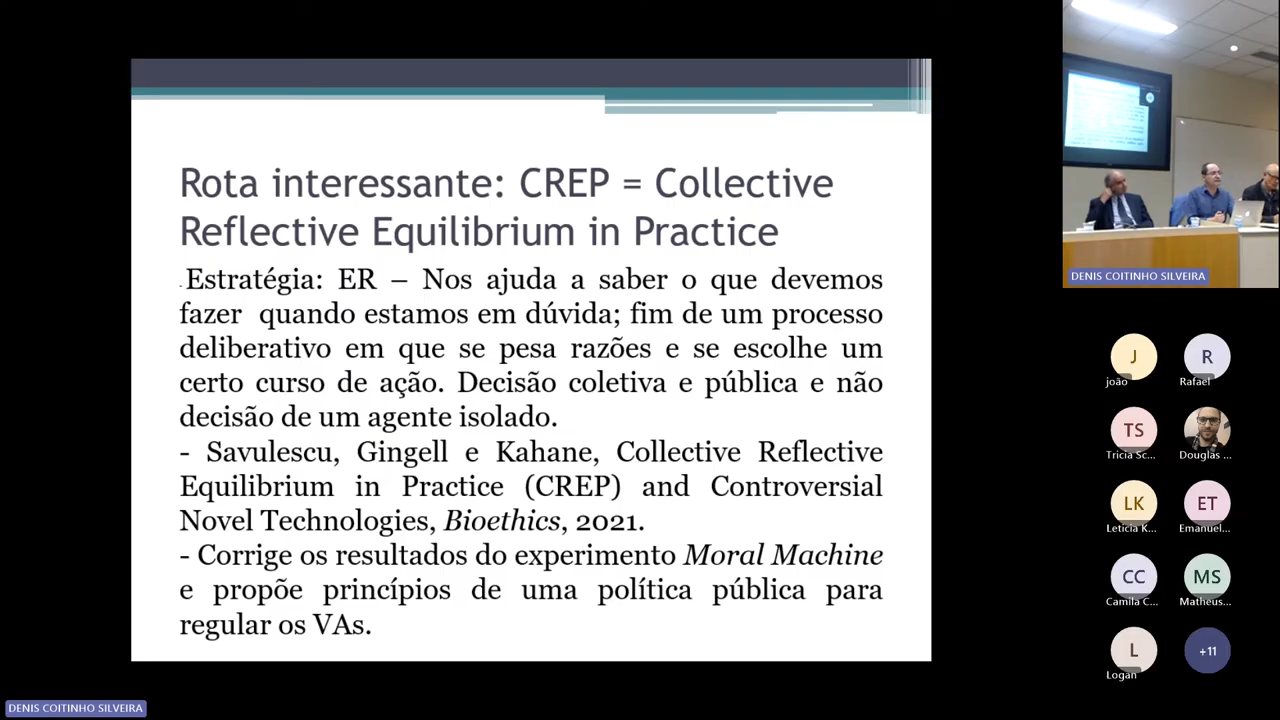 Rota interessante: CREP = Collective
Reflective Equilibrium in Practice
Estratégia: ER – Nos ajuda a saber o que devemos
fazer quando estamos em dúvida; fim de um processo
deliberativo em que se pesa razões e se escolhe um
certo curso de ação. Decisão coletiva e pública e não
decisão de um agente isolado.
- Savulescu, Gingell e Kahane, Collective Reflective
Equilibrium in Practice (CREP) and Controversial
Novel Technologies, Bioethics, 2021.
- Corrige os resultados do experimento Moral Machine
e propõe princípios de uma política pública para
regular os VAs.
DENIS COITINHO SILVEIRA
J
R
joão
Rafael
TS
Tricia Sc...
Douglas ...
LK
ET
Leticia K...
Emanuel...
CC
MS
Camila C...
Matheus...
L
+11
Logan
DENIS COITINHO SILVEIRA